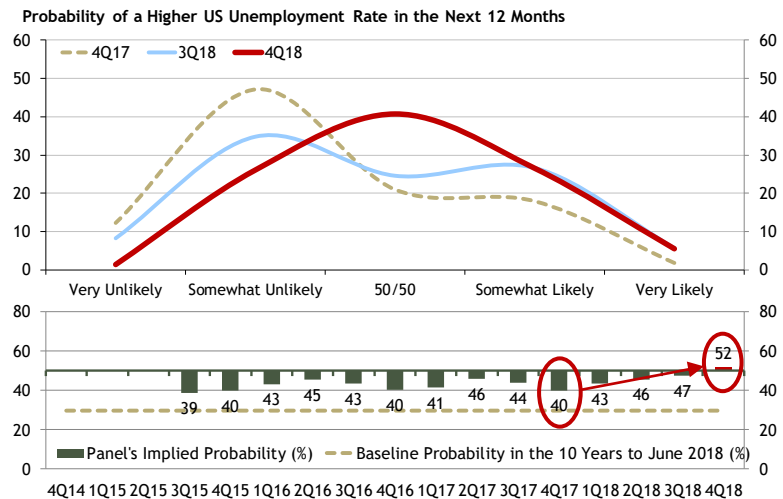 Probability of a Higher US Unemployment Rate in the Next 12 Months
60 60
4Q17 3Q18 4Q18
50 50
40 40
30 30
20 20
10 10
0 0
Very Unlikely Somewhat Unlikely 50/50 Somewhat Likely Very Likely
80 80
60 60
52
40 40
39 40 43 45 43 40 41 46 44 40 43 46 47
20 20
Panel's Implied Probability (%) Baseline Probability in the 10 Years to June 2018 (%)
0 0
4Q14 1Q15 2Q15 3Q15 4Q15 1Q16 2Q16 3Q16 4Q16 1Q17 2Q17 3Q17 4Q17 1Q18 2Q18 3Q18 4Q18